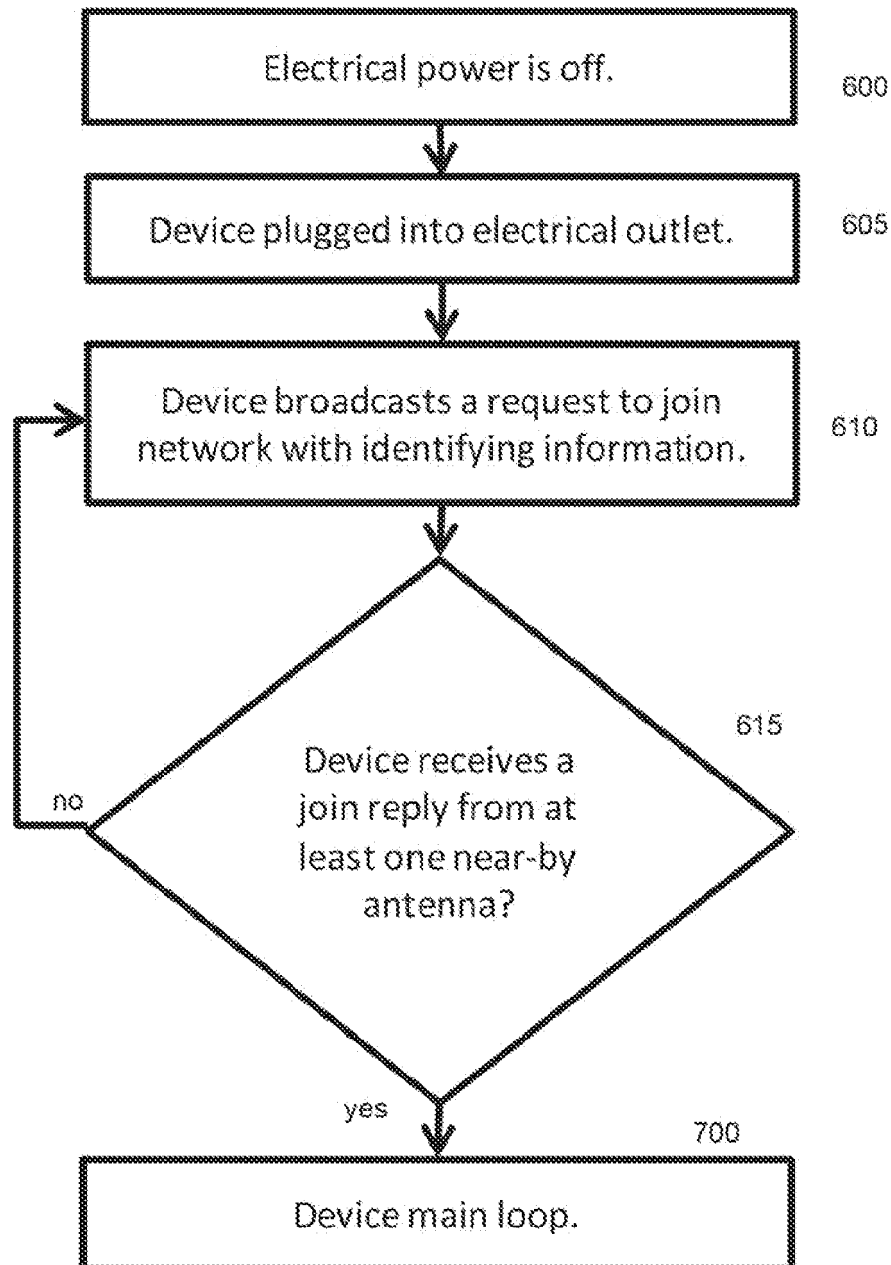 Electrical power is off.
600
Device plugged into electrical outlet.
605
Device broadcasts a request to join
network with identifying information.
610
615
Device receives a
join reply from at
least one near-by
antenna?
no
yes
700
Device main loop.